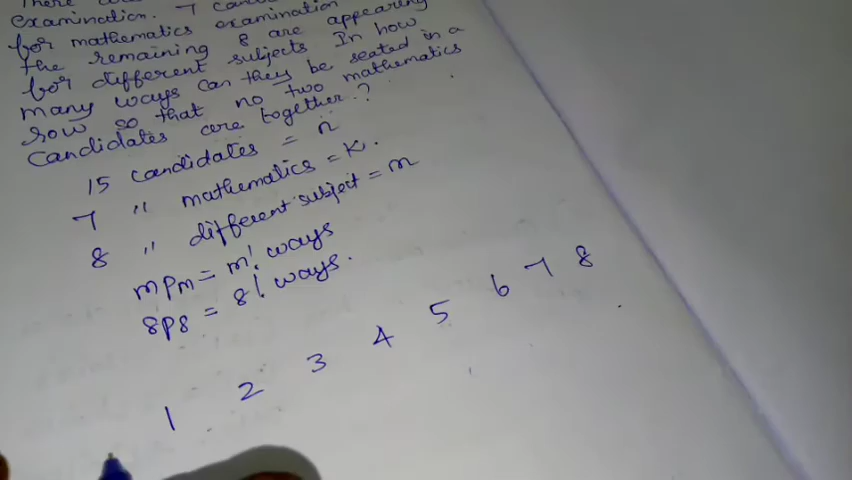 There
examination. 7
for mathematics examination
the remaining 8 are appearing
for different subjects In how
many ways can they be seated in a
row so that no two mathematics
Candidates are together.?
15 candidates = n
7 " mathematics = K.
8 " different subject = m
mPm = m! ways
8P8 = 8! ways.
1 2 3 4 5 6 7 8